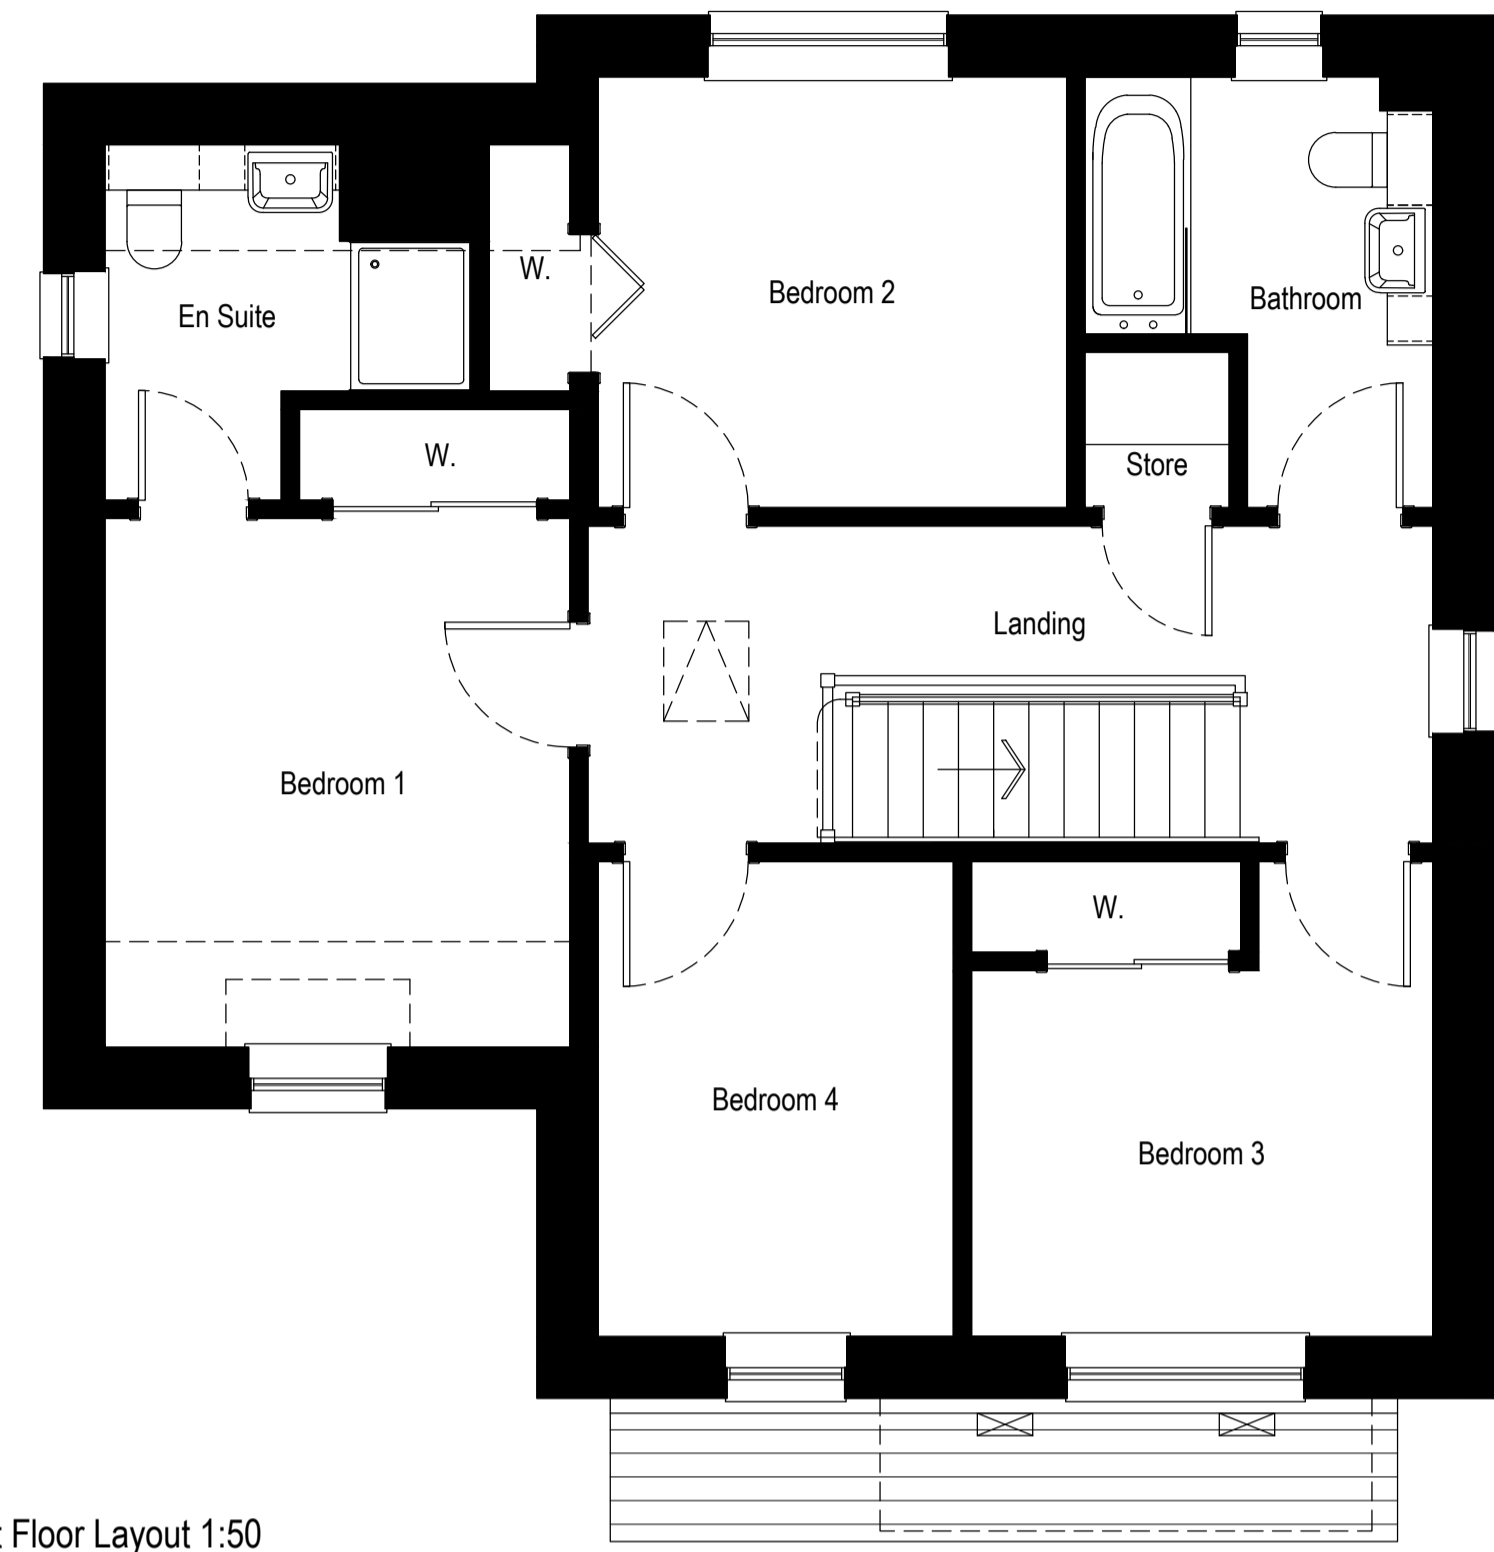 W.
Bedroom 2
Bathroom
En Suite
W.
Store
Landing
Bedroom 1
W.
Bedroom 4
Bedroom 3
Floor Layout 1:50